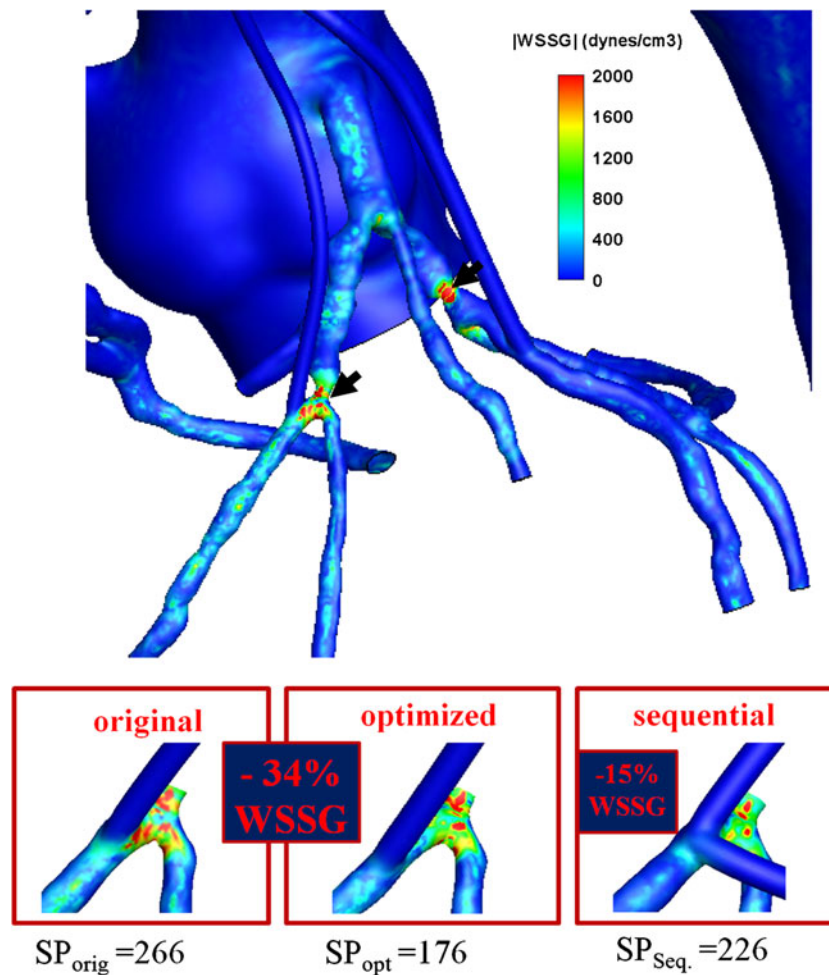 |WSSG| (dynes/cm3)
2000
1600
1200
800
400
0
original
optimized
sequential
- 34%
WSSG
-15%
WSSG
SPorig =266
SPopt =176
SPSeq. =226